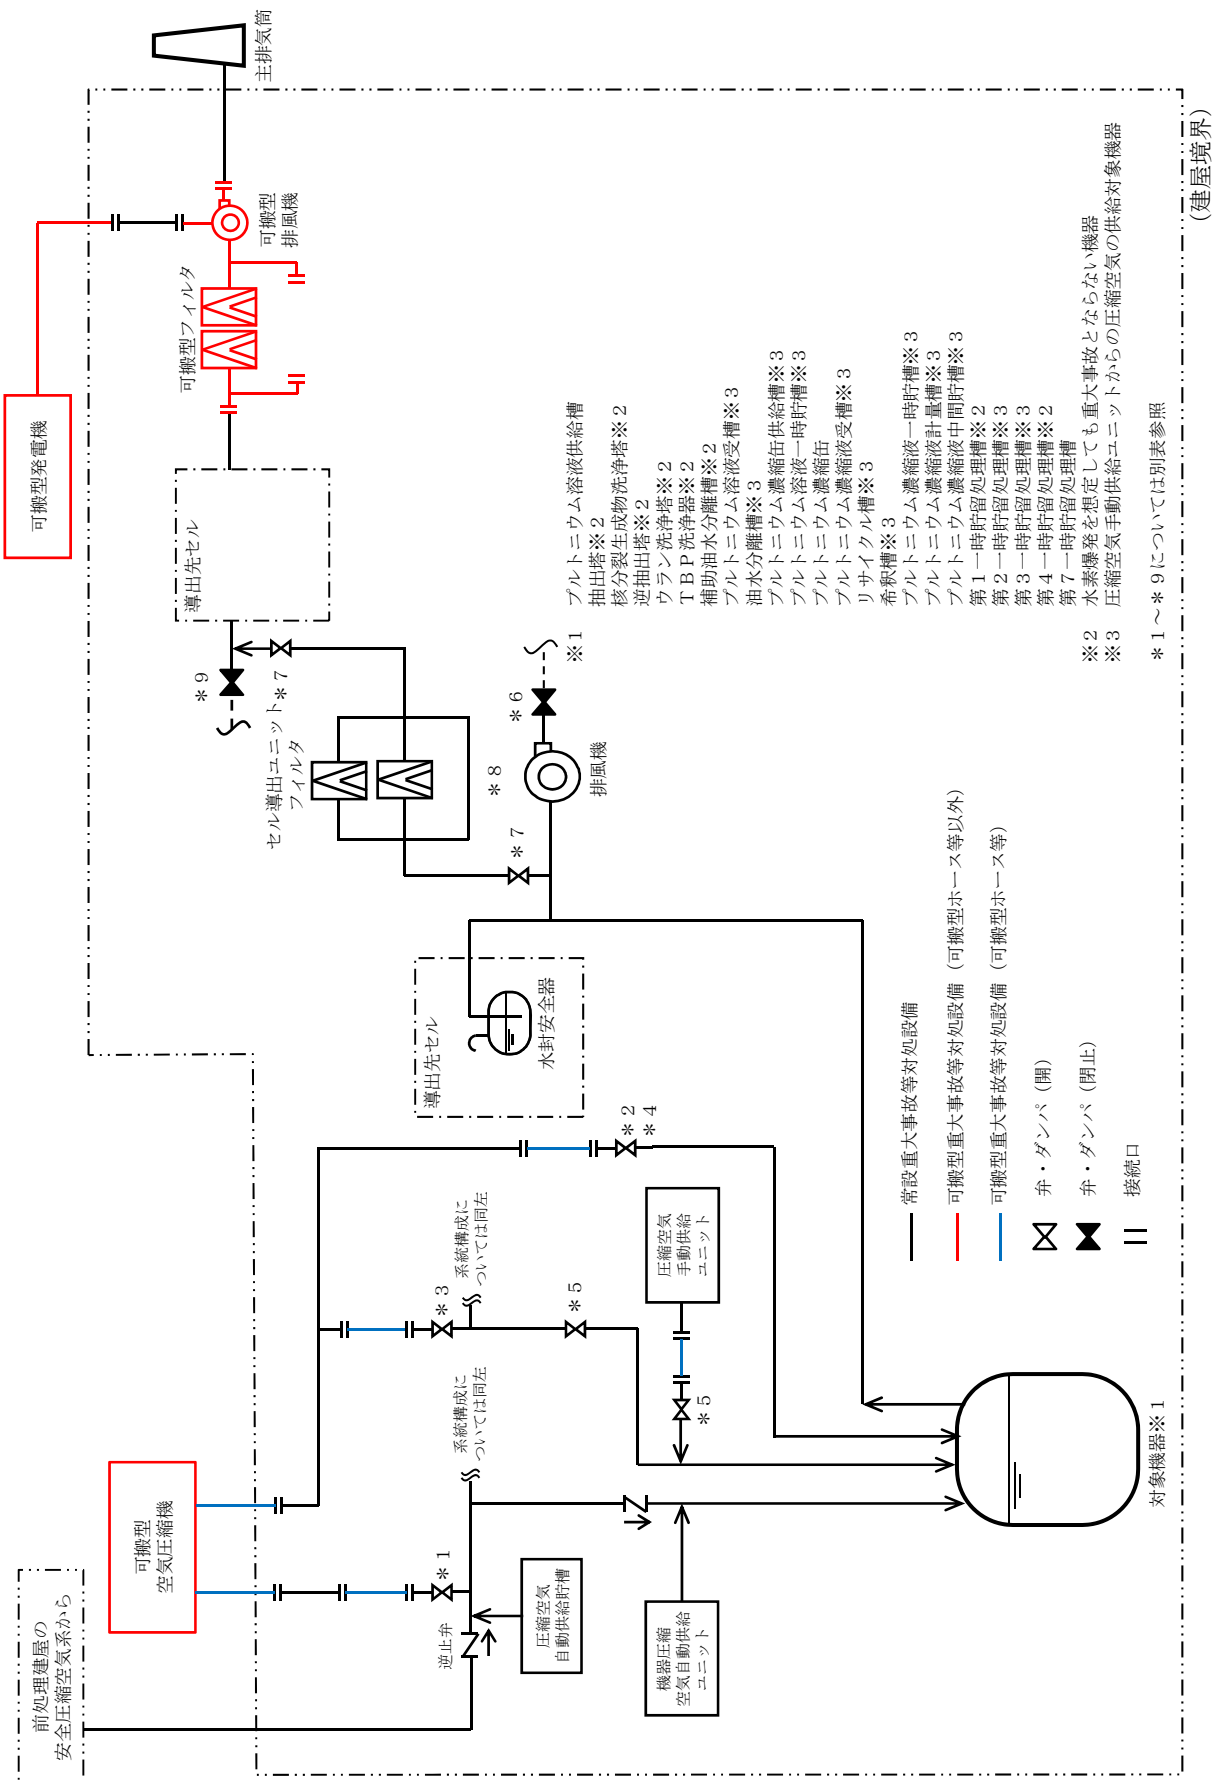 前処理建屋の
安全圧縮空気系から
可搬型
空気圧縮機
逆止弁
＊１
圧縮空気
自動供給貯槽
機器圧縮
空気自動供給
ユニット
系統構成に
ついては同左
＊３
系統構成に
ついては同左
＊５
圧縮空気
手動供給
ユニット
＊５
＊２
＊４
対象機器※１
導出先セル
水封安全器
＊７
＊８
排風機
＊６
セル導出ユニット
フィルタ
＊７
＊９
導出先セル
可搬型発電機
可搬型フィルタ
可搬型
排風機
主排気筒
（建屋境界）
常設重大事故等対処設備
可搬型重大事故等対処設備（可搬型ホース等以外）
可搬型重大事故等対処設備（可搬型ホース等）
弁・ダンパ（開）
弁・ダンパ（閉止）
接続口
※１　プルトニウム溶液供給槽
抽出塔※２
核分裂生成物洗浄塔※２
逆抽出塔※２
ウラン洗浄塔※２
ＴＢＰ洗浄器※２
補助油水分離槽※２
プルトニウム溶液受槽※３
油水分離槽※３
プルトニウム濃縮缶供給槽※３
プルトニウム溶液一時貯槽※３
プルトニウム濃縮缶
プルトニウム濃縮液受槽※３
リサイクル槽※３
希釈槽※３
プルトニウム濃縮液一時貯槽※３
プルトニウム濃縮液計量槽※３
プルトニウム濃縮液中間貯槽※３
第１一時貯留処理槽※２
第２一時貯留処理槽※３
第３一時貯留処理槽※３
第４一時貯留処理槽※２
第７一時貯留処理槽
※２　水素爆発を想定しても重大事故とならない機器
※３　圧縮空気手動供給ユニットからの圧縮空気の供給対象機器
＊１～＊９については別表参照